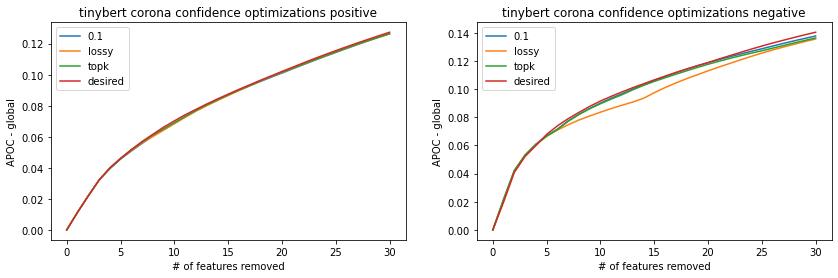 tinybert corona confidence optimizations positive
0.1
lossy
topk
desired
APOC - global
0.12
0.10
0.08
0.06
0.04
0.02
0.00
0 5 10 15 20 25 30
# of features removed
tinybert corona confidence optimizations negative
0.1
lossy
topk
desired
APOC - global
0.14
0.12
0.10
0.08
0.06
0.04
0.02
0.00
0 5 10 15 20 25 30
# of features removed